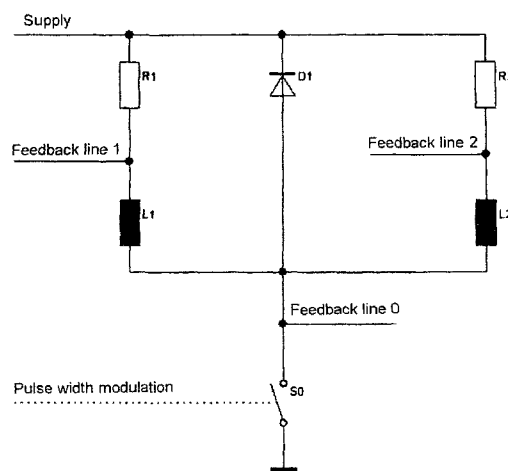 Supply
R1
D1
Feedback line 1
Feedback line 2
L1
Feedback line 0
S0
Pulse width modulation